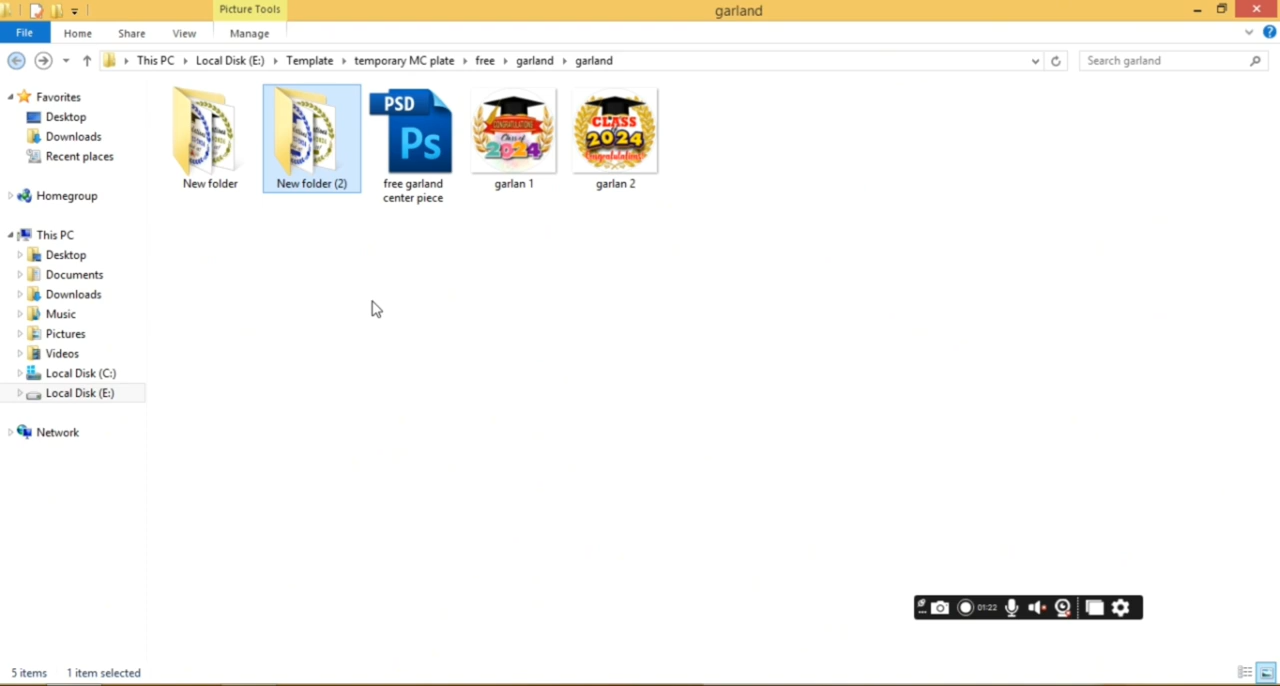 Picture Tools
garland
File
Home
Share
View
Manage
This PC
Local Disk (E:)
Template
temporary MC plate
free
garland
garland
Search garland
Favorites
Desktop
Downloads
Recent places
Homegroup
This PC
Desktop
Documents
Downloads
Music
Pictures
Videos
Local Disk (C:)
Local Disk (E:)
Network
New folder
New folder (2)
PSD
Ps
free garland
center piece
CONGRATULATIONS
Class of
2024
garlan 1
CLASS
of
2024
Congratulations
garlan 2
01:22
5 items
1 item selected